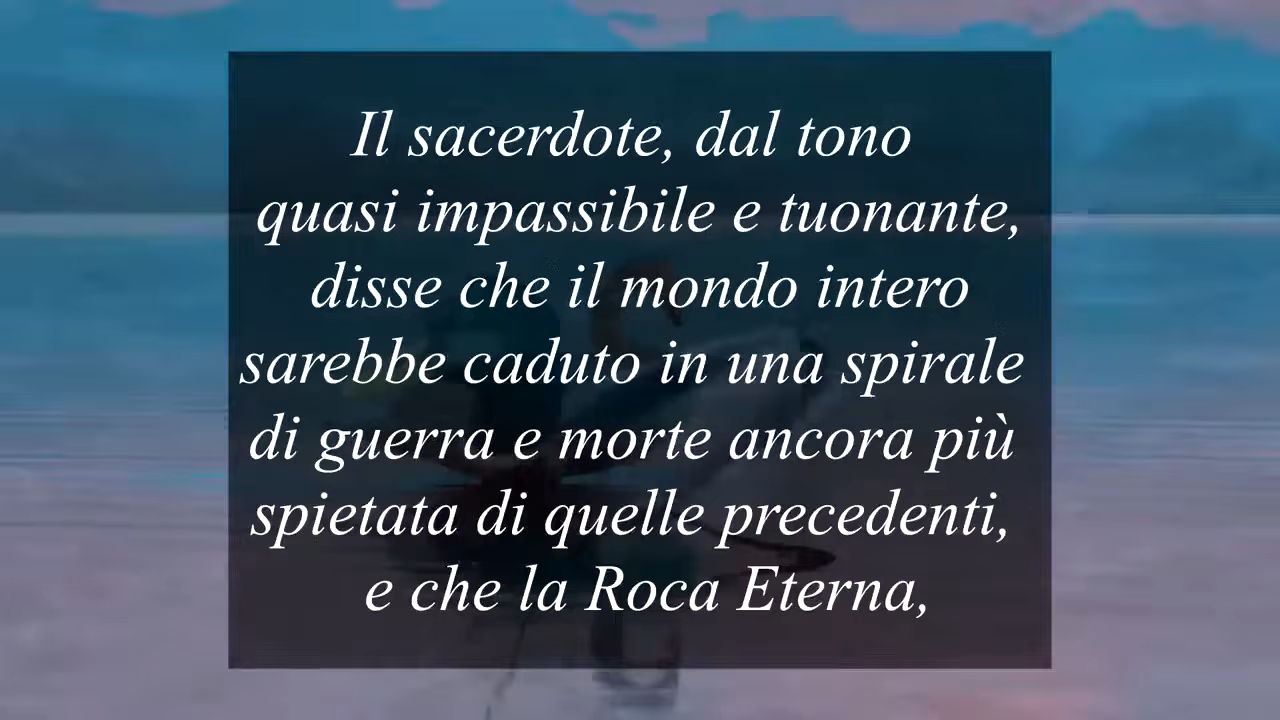 Il sacerdote, dal tono
quasi impassibile e tuonante,
disse che il mondo intero
sarebbe caduto in una spirale
di guerra e morte ancora più
spietata di quelle precedenti,
e che la Roca Eterna,